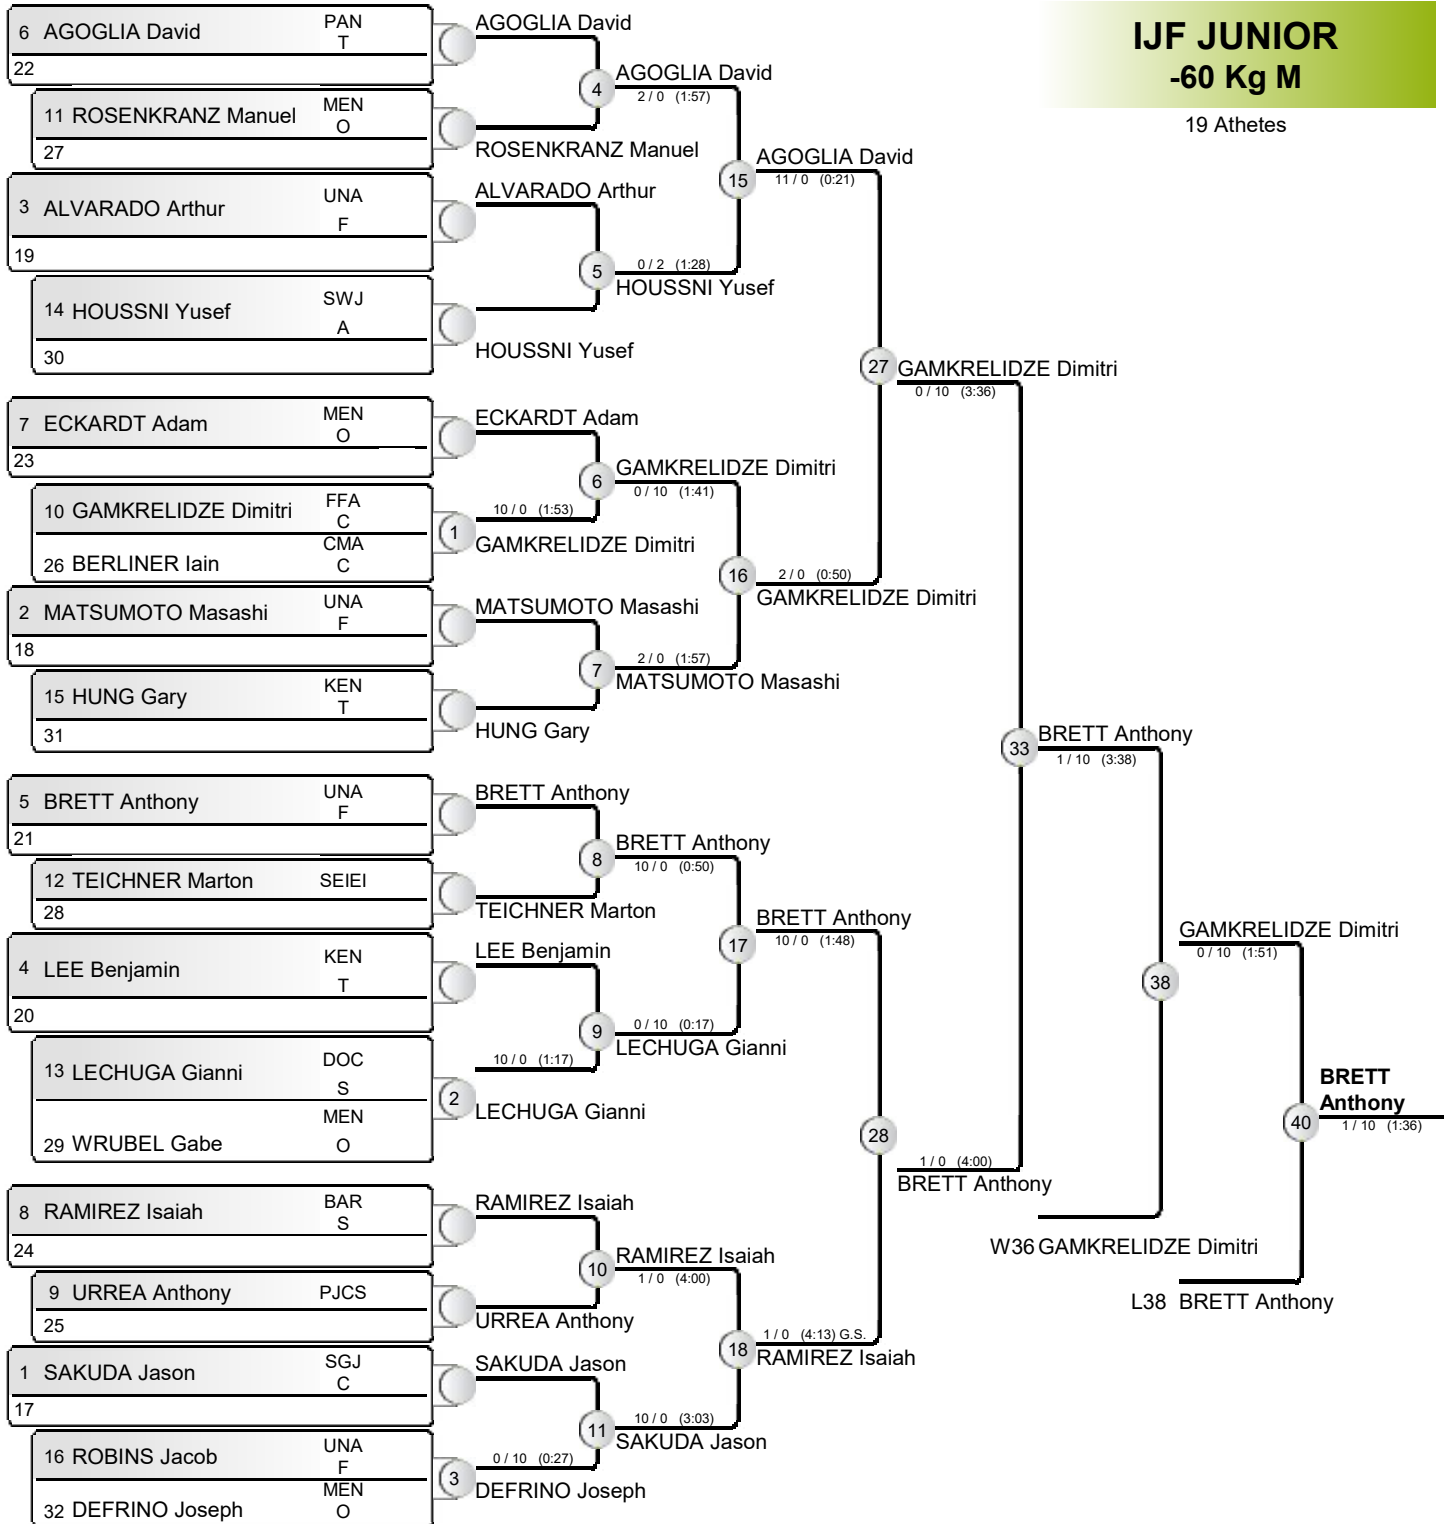 IJF JUNIOR
-60 Kg M
19 Athetes
6 AGOGLIA David PAN T
22
11 ROSENKRANZ Manuel MEN O
27
3 ALVARADO Arthur UNA F
19
14 HOUSSNI Yusef SWJ A
30
7 ECKARDT Adam MEN O
23
10 GAMKRELIDZE Dimitri FFA C
26 BERLINER Iain CMA C
2 MATSUMOTO Masashi UNA F
18
15 HUNG Gary KEN T
31
5 BRETT Anthony UNA F
21
12 TEICHNER Marton SEIEI
28
4 LEE Benjamin KEN T
20
13 LECHUGA Gianni DOC S
29 WRUBEL Gabe MEN O
8 RAMIREZ Isaiah BAR S
24
9 URREA Anthony PJCS
25
1 SAKUDA Jason SGJ C
17
16 ROBINS Jacob UNA F
32 DEFRINO Joseph MEN O
1
2
3
AGOGLIA David
ROSENKRANZ Manuel
ALVARADO Arthur
HOUSSNI Yusef
ECKARDT Adam
10 / 0 (1:53)
GAMKRELIDZE Dimitri
MATSUMOTO Masashi
HUNG Gary
BRETT Anthony
TEICHNER Marton
LEE Benjamin
10 / 0 (1:17)
LECHUGA Gianni
RAMIREZ Isaiah
URREA Anthony
SAKUDA Jason
0 / 10 (0:27)
DEFRINO Joseph
4
AGOGLIA David
2 / 0 (1:57)
5
0 / 2 (1:28)
HOUSSNI Yusef
6
GAMKRELIDZE Dimitri
0 / 10 (1:41)
7
2 / 0 (1:57)
MATSUMOTO Masashi
8
BRETT Anthony
10 / 0 (0:50)
9
0 / 10 (0:17)
LECHUGA Gianni
10
RAMIREZ Isaiah
1 / 0 (4:00)
11
10 / 0 (3:03)
SAKUDA Jason
15
AGOGLIA David
11 / 0 (0:21)
16
2 / 0 (0:50)
GAMKRELIDZE Dimitri
17
BRETT Anthony
10 / 0 (1:48)
18
1 / 0 (4:13) G.S.
RAMIREZ Isaiah
27
GAMKRELIDZE Dimitri
0 / 10 (3:36)
28
1 / 0 (4:00)
BRETT Anthony
33
BRETT Anthony
1 / 10 (3:38)
W36 GAMKRELIDZE Dimitri
38
GAMKRELIDZE Dimitri
0 / 10 (1:51)
L38 BRETT Anthony
40
BRETT
Anthony
1 / 10 (1:36)